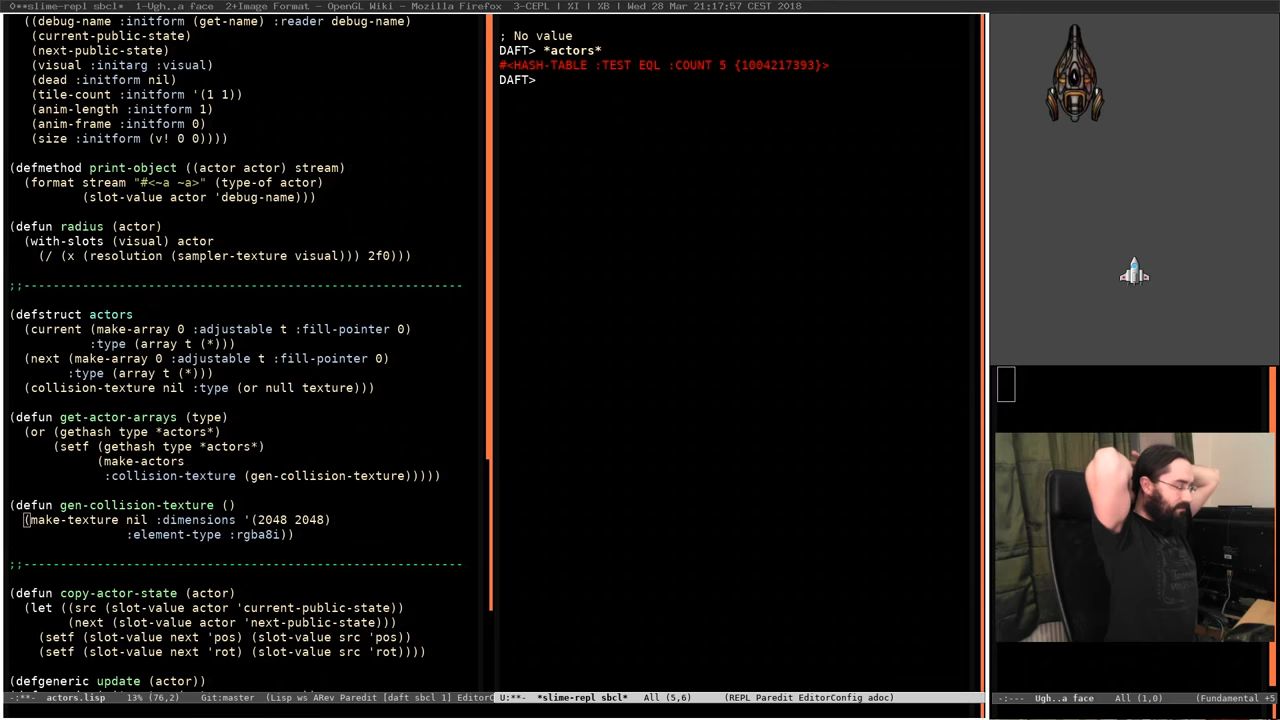 0**slime-repl sbcl* 1-Ugh..a face 2+Image Format - OpenGL Wiki - Mozilla Firefox 3-CEPL | %I | %B | Wed 28 Mar 21:17:57 CEST 2018
(debug-name :initform (get-name) :reader debug-name)
(current-public-state)
(next-public-state)
(visual :initarg :visual)
(dead :initform nil)
(tile-count :initform '(1 1))
(anim-length :initform 1)
(anim-frame :initform 0)
(size :initform (v! 0 0))))
(defmethod print-object ((actor actor) stream)
(format stream "#<~a ~a>" (type-of actor)
(slot-value actor 'debug-name)))
(defun radius (actor)
(with-slots (visual) actor
(/ (x (resolution (sampler-texture visual))) 2f0)))
;;--------------------------------------------------------------
(defstruct actors
(current (make-array 0 :adjustable t :fill-pointer 0)
:type (array t (*)))
(next (make-array 0 :adjustable t :fill-pointer 0)
:type (array t (*)))
(collision-texture nil :type (or null texture)))
(defun get-actor-arrays (type)
(or (gethash type *actors*)
(setf (gethash type *actors*)
(make-actors
:collision-texture (gen-collision-texture)))))
(defun gen-collision-texture ()
(make-texture nil :dimensions '(2048 2048)
:element-type :rgba8i))
;;--------------------------------------------------------------
(defun copy-actor-state (actor)
(let ((src (slot-value actor 'current-public-state))
(next (slot-value actor 'next-public-state)))
(setf (slot-value next 'pos) (slot-value src 'pos))
(setf (slot-value next 'rot) (slot-value src 'rot))))
(defgeneric update (actor))
-:**- actors.lisp 13% (76,2) Git:master (Lisp ws ARev Paredit [daft sbcl 1] EditorC
; No value
DAFT> *actors*
#<HASH-TABLE :TEST EQL :COUNT 5 {1004217393}>
DAFT>
U:**- *slime-repl sbcl* All (5,6) (REPL Paredit EditorConfig adoc)
-:--- Ugh..a face All (1,0) (Fundamental +5